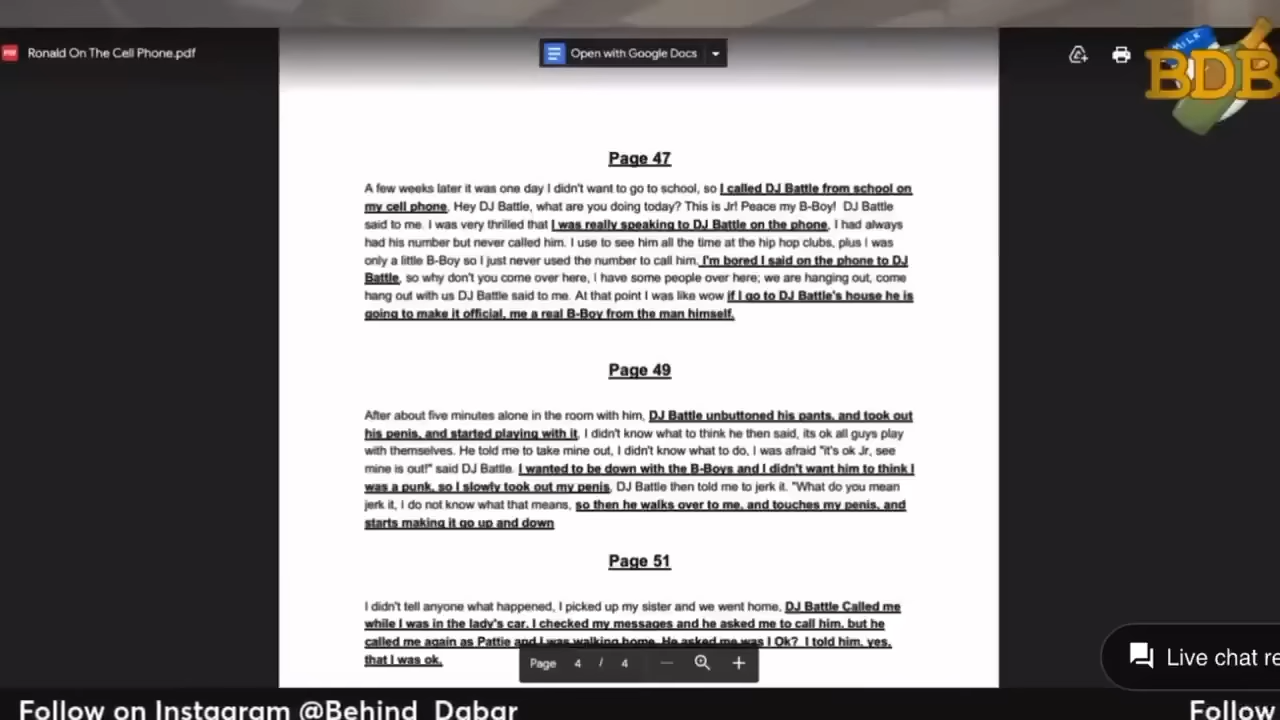 Ronald On The Cell Phone.pdf
Open with Google Docs
MILK
BDB
Page 47
A few weeks later it was one day I didn't want to go to school, so I called DJ Battle from school on
my cell phone. Hey DJ Battle, what are you doing today? This is Jr! Peace my B-Boy! DJ Battle
said to me. I was very thrilled that I was really speaking to DJ Battle on the phone, I had always
had his number but never called him. I use to see him all the time at the hip hop clubs, plus I was
only a little B-Boy so I just never used the number to call him. I'm bored I said on the phone to DJ
Battle, so why don't you come over here, I have some people over here; we are hanging out, come
hang out with us DJ Battle said to me. At that point I was like wow if I go to DJ Battle's house he is
going to make it official, me a real B-Boy from the man himself.
Page 49
After about five minutes alone in the room with him, DJ Battle unbuttoned his pants, and took out
his penis, and started playing with it. I didn't know what to think he then said, its ok all guys play
with themselves. He told me to take mine out, I didn't know what to do, I was afraid "it's ok Jr, see
mine is out!" said DJ Battle. I wanted to be down with the B-Boys and I didn't want him to think I
was a punk, so I slowly took out my penis, DJ Battle then told me to jerk it. "What do you mean
jerk it, I do not know what that means, so then he walks over to me, and touches my penis, and
starts making it go up and down
Page 51
I didn't tell anyone what happened, I picked up my sister and we went home, DJ Battle Called me
while I was in the lady's car. I checked my messages and he asked me to call him, but he
called me again as Pattie and I was walking home. He asked me was I Ok? I told him, yes,
that I was ok.
Page 4 / 4
Live chat re
Follow on Instagram @Behind_Dabar
Follow